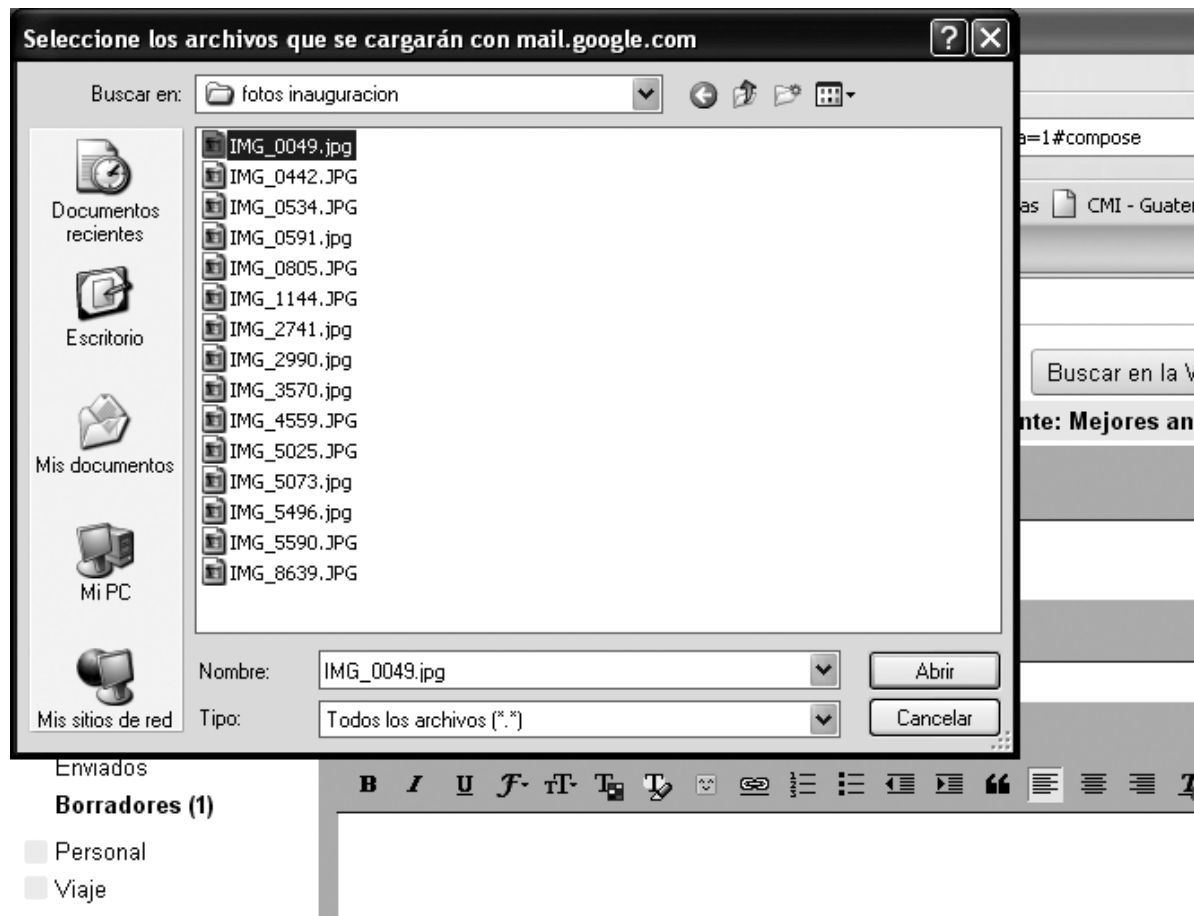 Seleccione los archivos que se cargarán con mail.google.com
Buscar en: fotos inauguracion
Documentos
recientes
Escritorio
Mis documentos
Mi PC
Mis sitios de red
IMG_0049.jpg
IMG_0442.JPG
IMG_0534.JPG
IMG_0591.jpg
IMG_0805.JPG
IMG_1144.JPG
IMG_2741.jpg
IMG_2990.jpg
IMG_3570.jpg
IMG_4559.JPG
IMG_5025.JPG
IMG_5073.jpg
IMG_5496.jpg
IMG_5590.JPG
IMG_8639.JPG
Nombre: IMG_0049.jpg Abrir
Tipo: Todos los archivos (*.*) Cancelar
a=1#compose
as CMI - Guate
Buscar en la V
nte: Mejores an
Enviados
Borradores (1)
Personal
Viaje
B I U